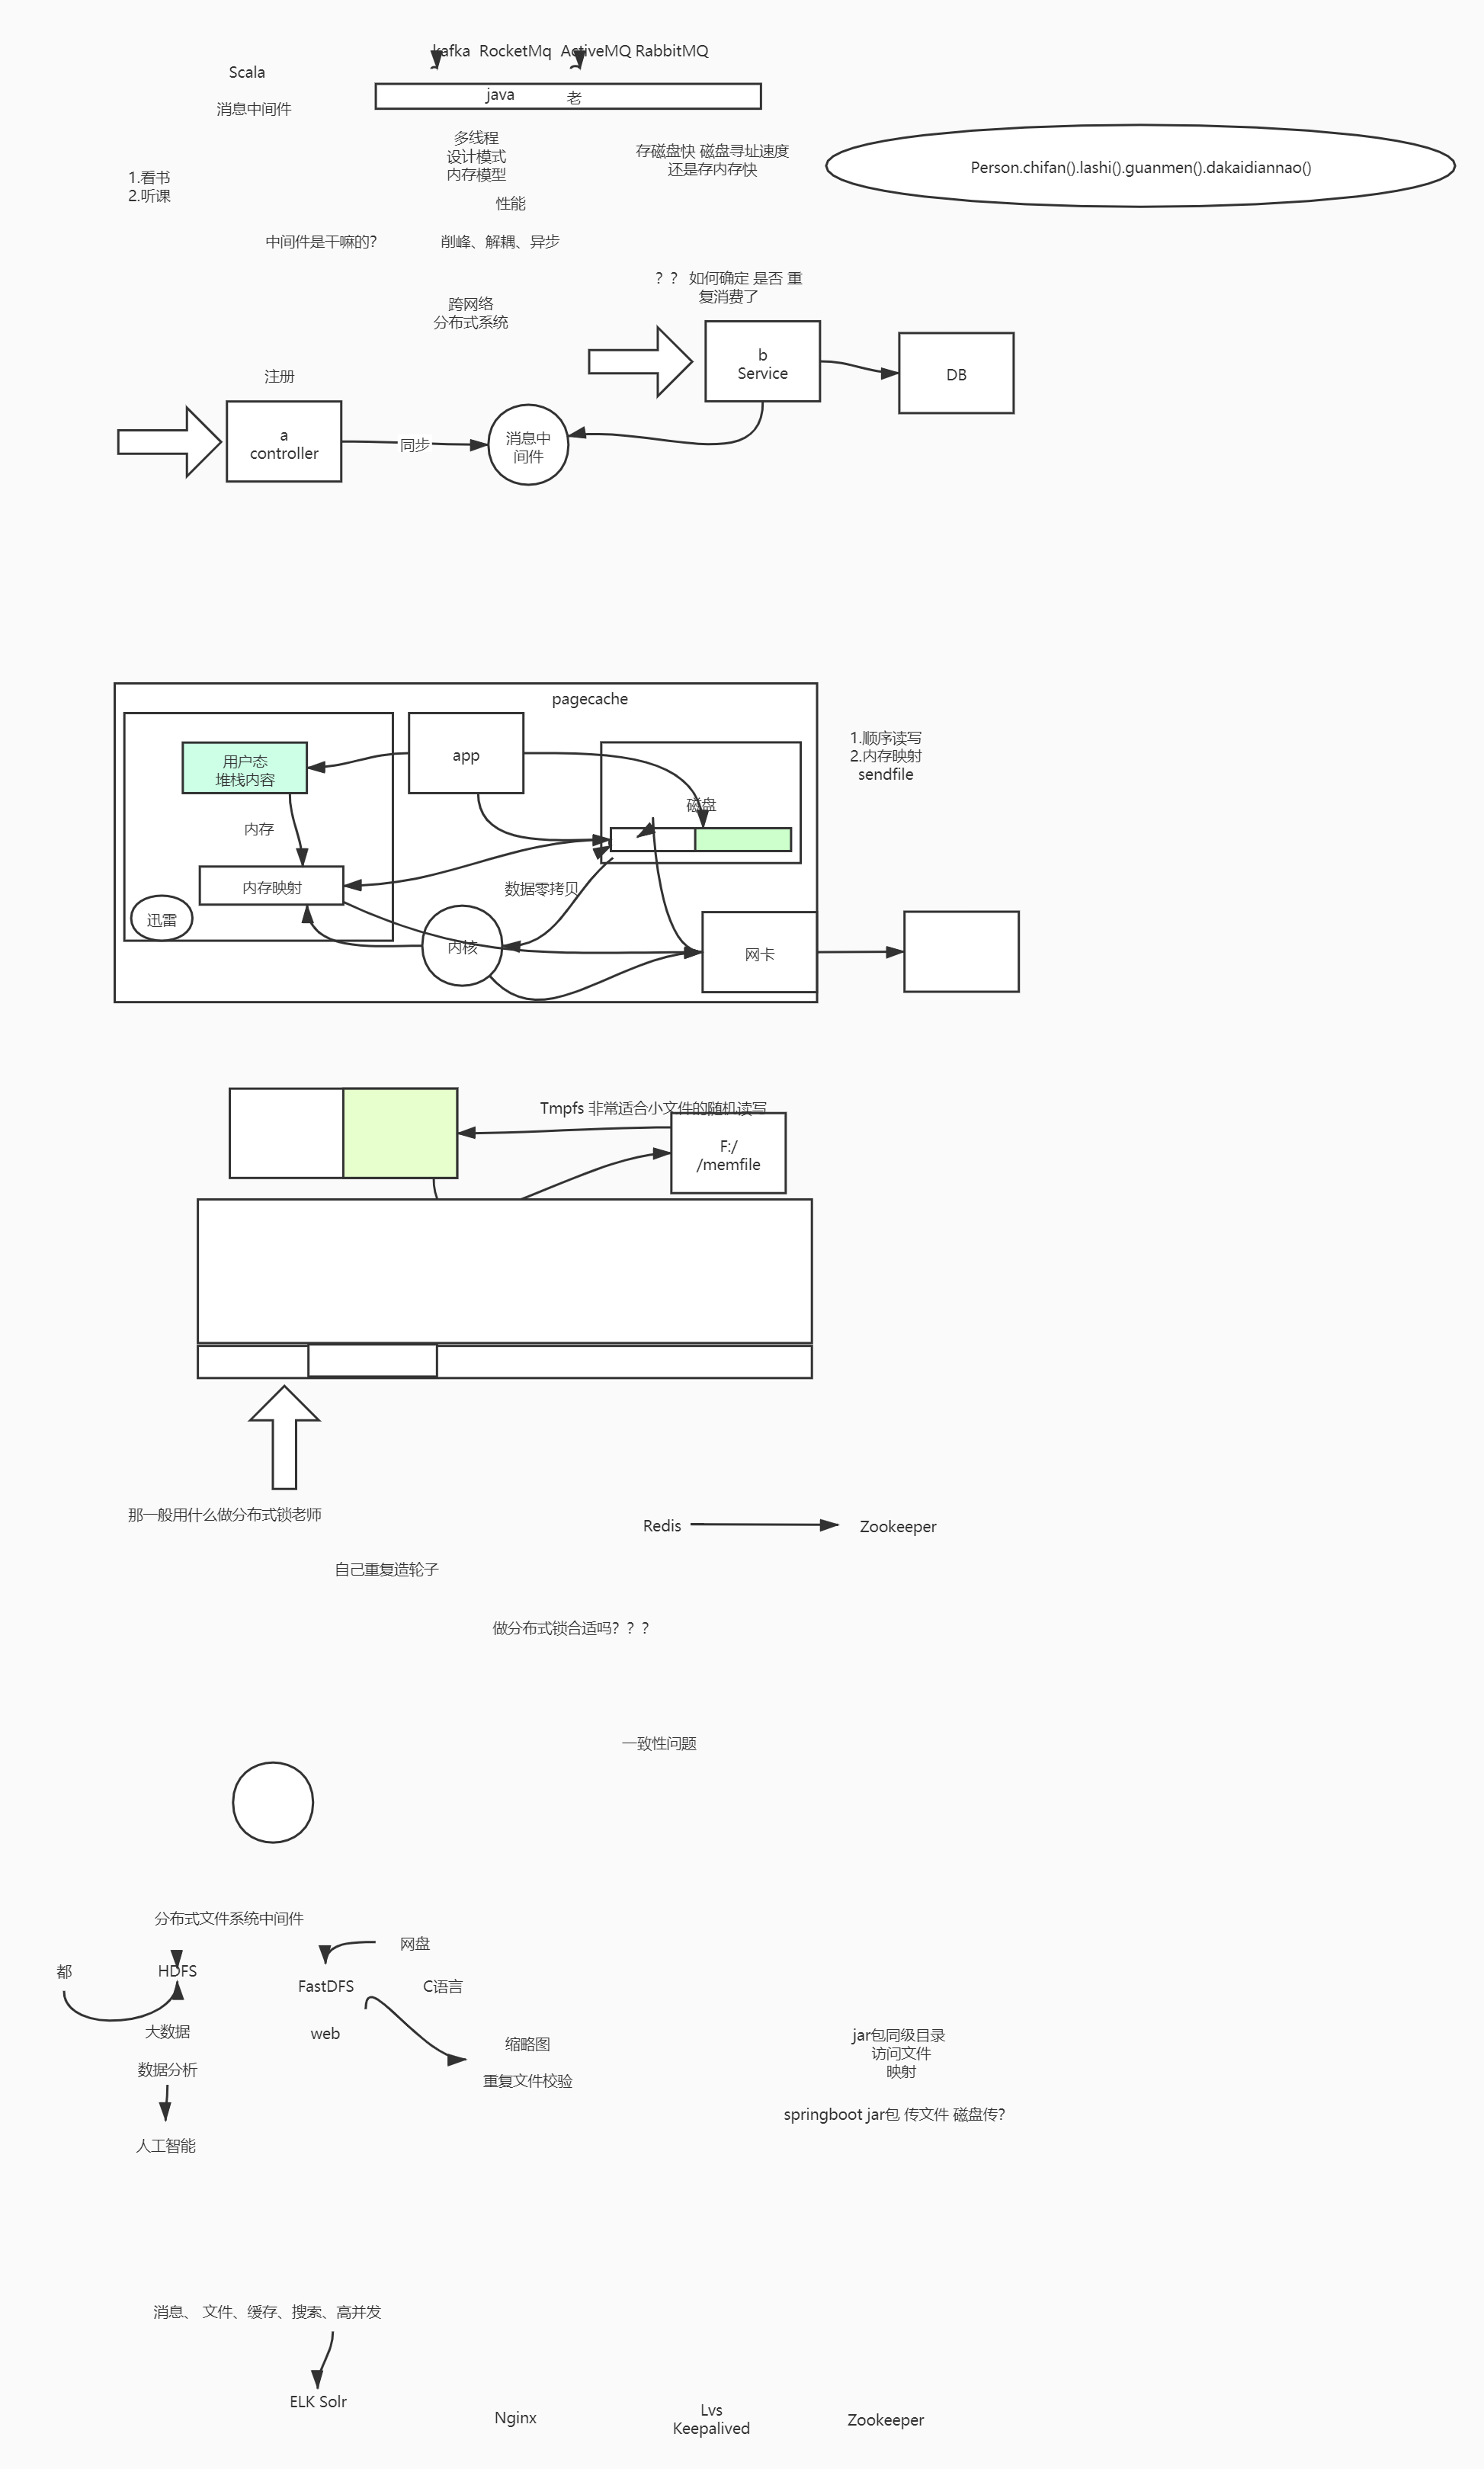 kafka RocketMq ActiveMQ RabbitMQ
Scala
java
老
消息中间件
多线程
设计模式
内存模型
存磁盘快 磁盘寻址速度
还是存内存快
Person.chifan().lashi().guanmen().dakaidiannao()
1.看书
2.听课
性能
中间件是干嘛的?
削峰、解耦、异步
？？ 如何确定 是否 重
复消费了
跨网络
分布式系统
b
Service
DB
注册
a
controller
同步
消息中
间件
pagecache
app
用户态
堆栈内容
1.顺序读写
2.内存映射
sendfile
磁盘
内存
内存映射
数据零拷贝
迅雷
内核
网卡
Tmpfs 非常适合小文件的随机读写
F:/
/memfile
那一般用什么做分布式锁老师
Redis
Zookeeper
自己重复造轮子
做分布式锁合适吗? ? ?
一致性问题
分布式文件系统中间件
网盘
都
HDFS
FastDFS
C语言
大数据
web
缩略图
jar包同级目录
访问文件
映射
数据分析
重复文件校验
springboot jar包 传文件 磁盘传?
人工智能
消息、 文件、缓存、搜索、高并发
ELK Solr
Nginx
Lvs
Keepalived
Zookeeper